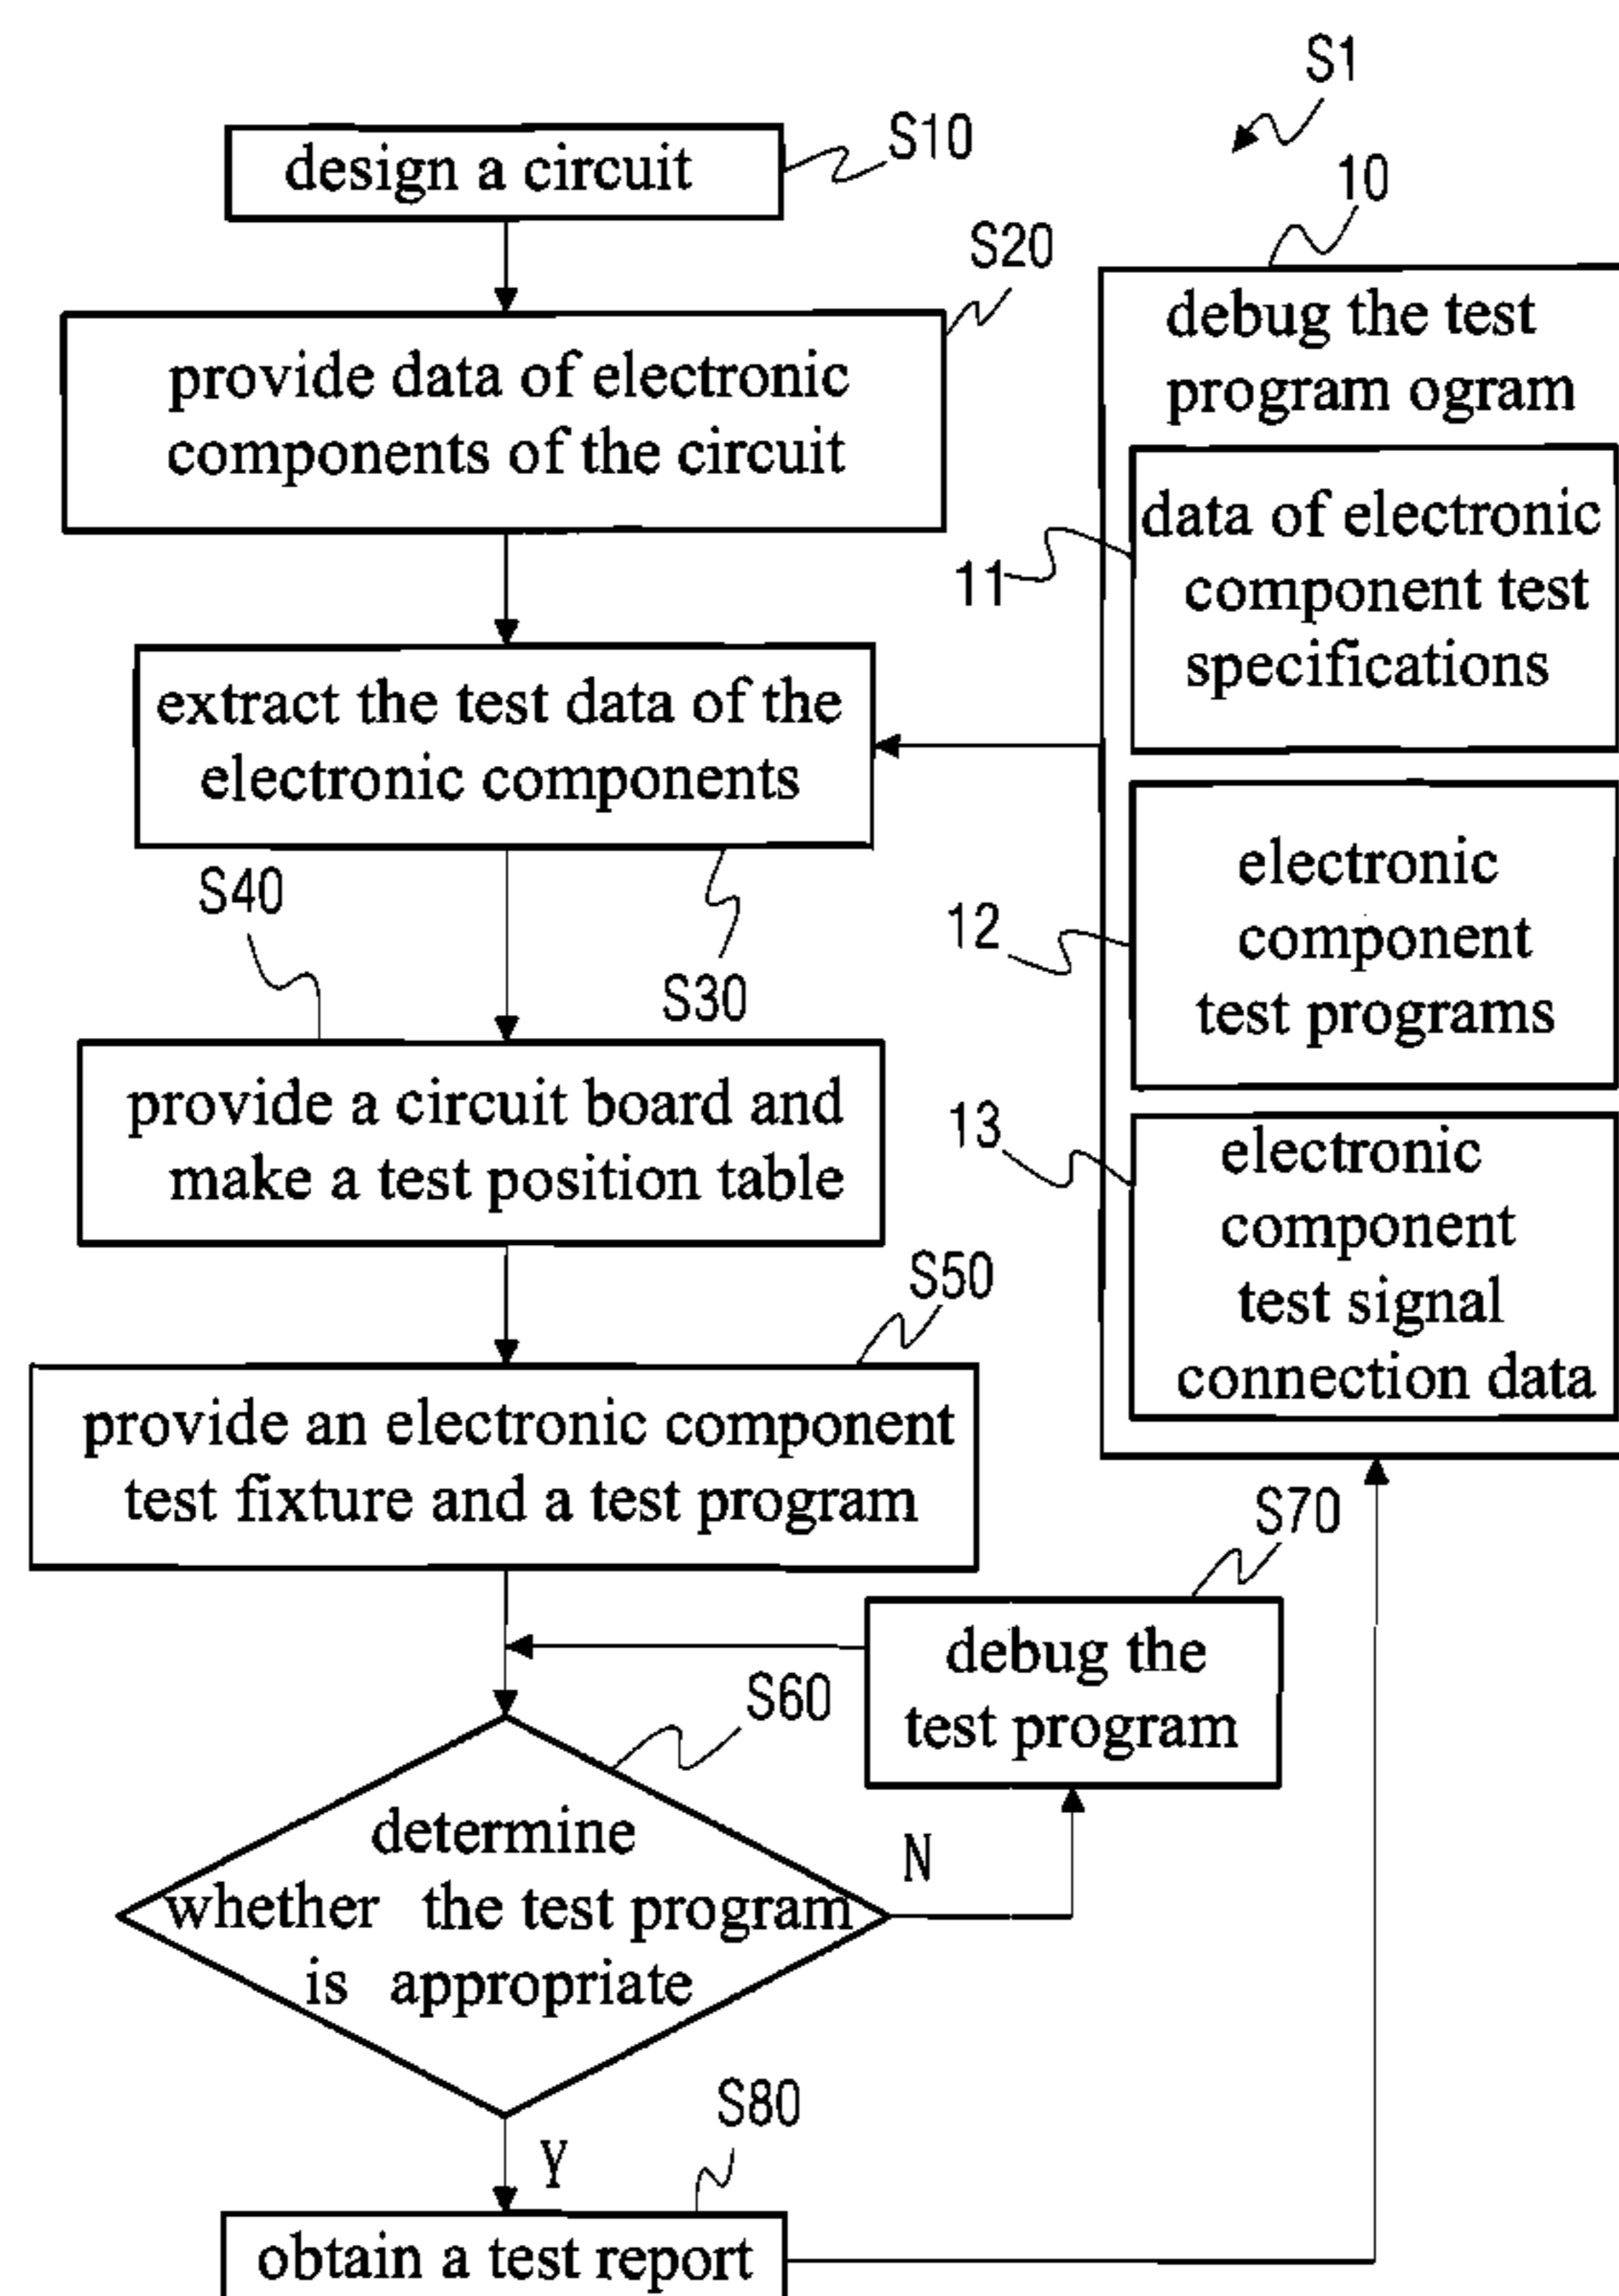 S1
design a circuit
S10
10
S20
provide data of electronic
components of the circuit
debug the test
program ogram
data of electronic
component test
specifications
11
extract the test data of the
electronic components
S40
S30
12
electronic
component
test programs
provide a circuit board and
make a test position table
13
electronic
component
test signal
connection data
S50
provide an electronic component
test fixture and a test program
S70
debug the
test program
S60
determine
whether the test program
is appropriate
N
Y
S80
obtain a test report